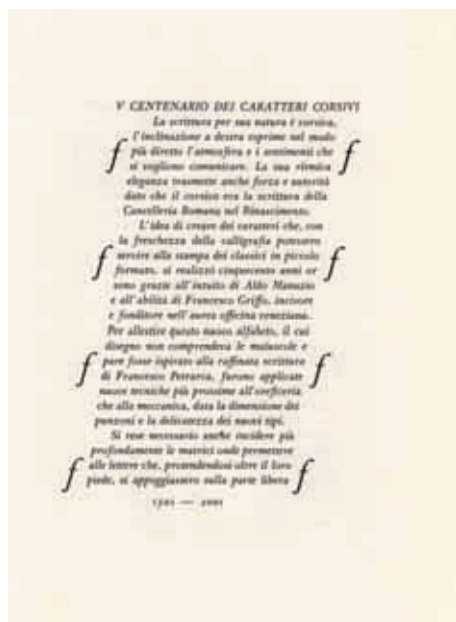 V CENTENARIO DEI CARATTERI CORSIVI
La scrittura per sua natura è corsiva,
l'inclinazione a destra esprime nel modo
più diretto l'atmosfera e i sentimenti che
si vogliono comunicare. La sua ritmica
eleganza trasmette anche forza e autorità
dato che il corsivo era la scrittura della
Cancelleria Romana nel Rinascimento.
L'idea di creare dei caratteri che, con
la freschezza della calligrafia potessero
servire alla stampa dei classici in piccolo
formato, si realizzò cinquecento anni or
sono grazie all'intuito di Aldo Manuzio
e all'abilità di Francesco Griffo, incisore
e fonditore nell'aurea officina veneziana.
Per allestire questo nuovo alfabeto, il cui
disegno non comprendeva le maiuscole e
pare fosse ispirato alla raffinata scrittura
di Francesco Petrarca, furono applicate
nuove tecniche più prossime all'oreficeria
che alla meccanica, data la dimensione dei
punzoni e la delicatezza dei nuovi tipi.
Si rese necessario anche incidere più
profondamente le matrici onde permettere
alle lettere che, protendendosi oltre il loro
piede, si appoggiassero sulla parte libera
1501 — 2001
f f
f f
f f
f f